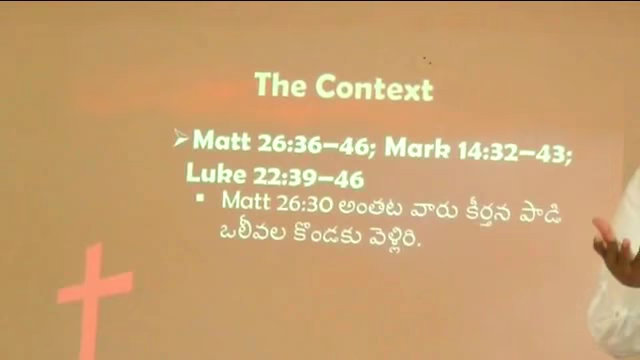 The Context
Matt 26:36–46; Mark 14:32–43;
Luke 22:39–46
Matt 26:30 అంతట వారు కీర్తన పాడి
ఒలీవల కొండకు వెళ్లిరి.